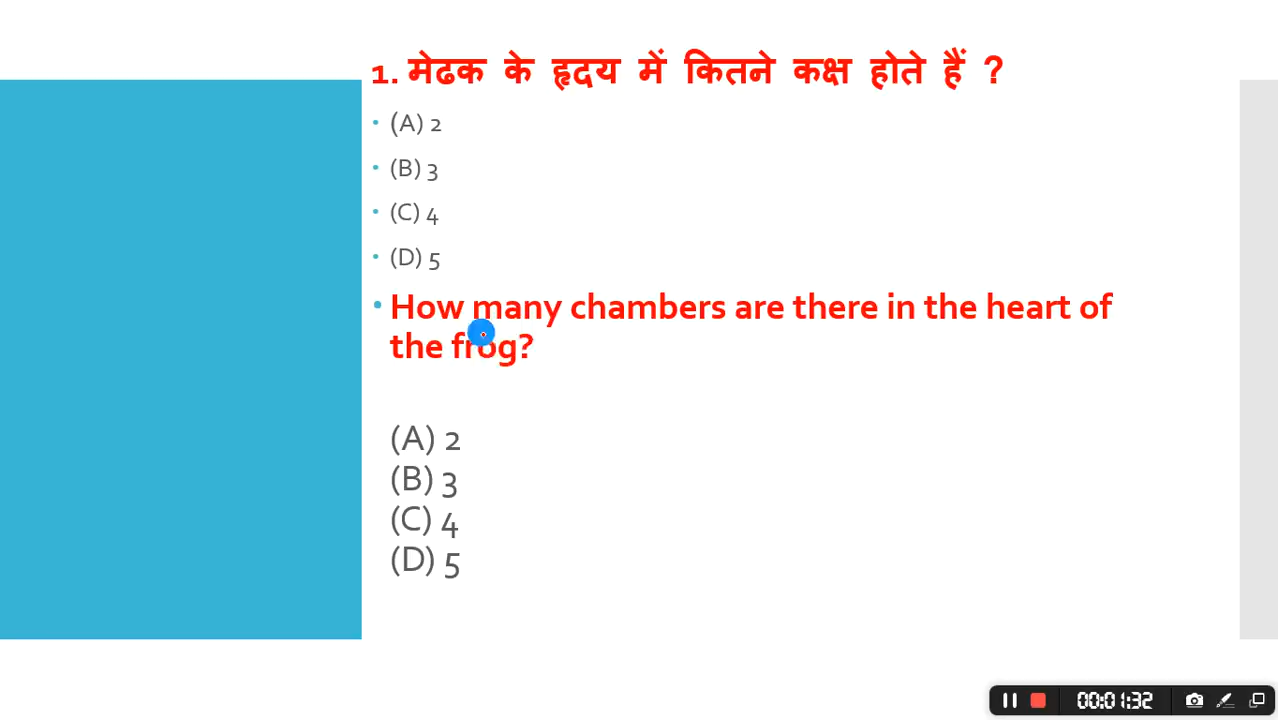 1. मेढक के हृदय में कितने कक्ष होते हैं ?
• (A) 2
• (B) 3
• (C) 4
• (D) 5
• How many chambers are there in the heart of
the frog?
(A) 2
(B) 3
(C) 4
(D) 5
00:01:32